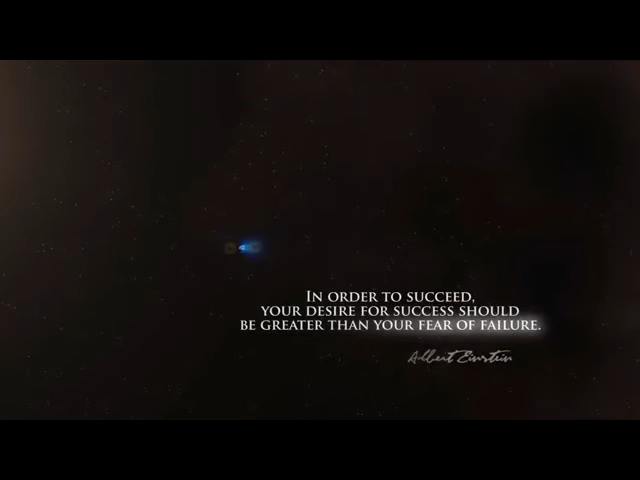 IN ORDER TO SUCCEED,
YOUR DESIRE FOR SUCCESS SHOULD
BE GREATER THAN YOUR FEAR OF FAILURE.
Albert Einstein